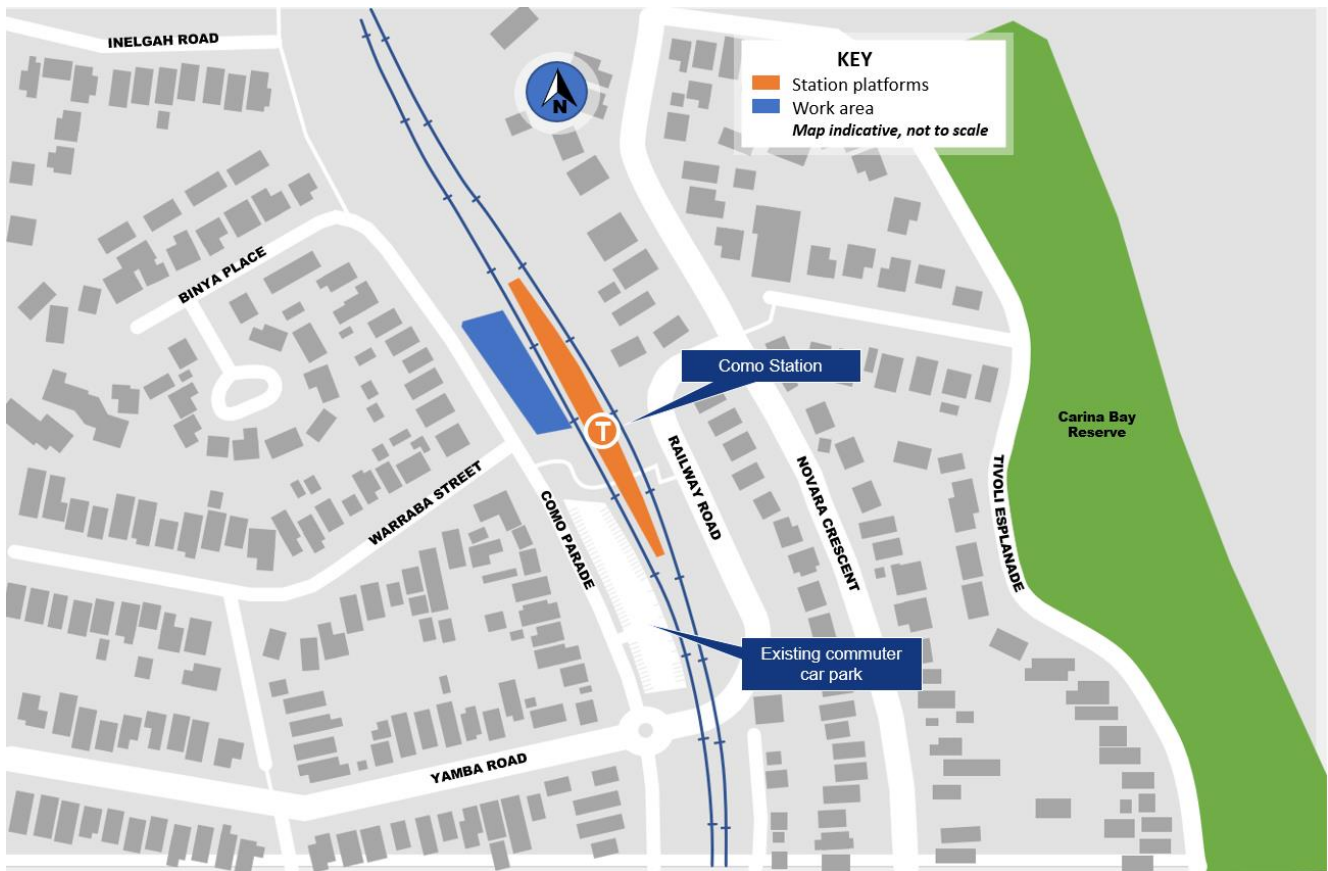 INELGAH ROAD
N
KEY
Station platforms
Work area
Map indicative, not to scale
BINYA PLACE
Como Station
Carina Bay
Reserve
WARRABA STREET
COMO PARADE
T
RAILWAY ROAD
NOVARA CRESCENT
TIVOLI ESPLANADE
Existing commuter
car park
YAMBA ROAD